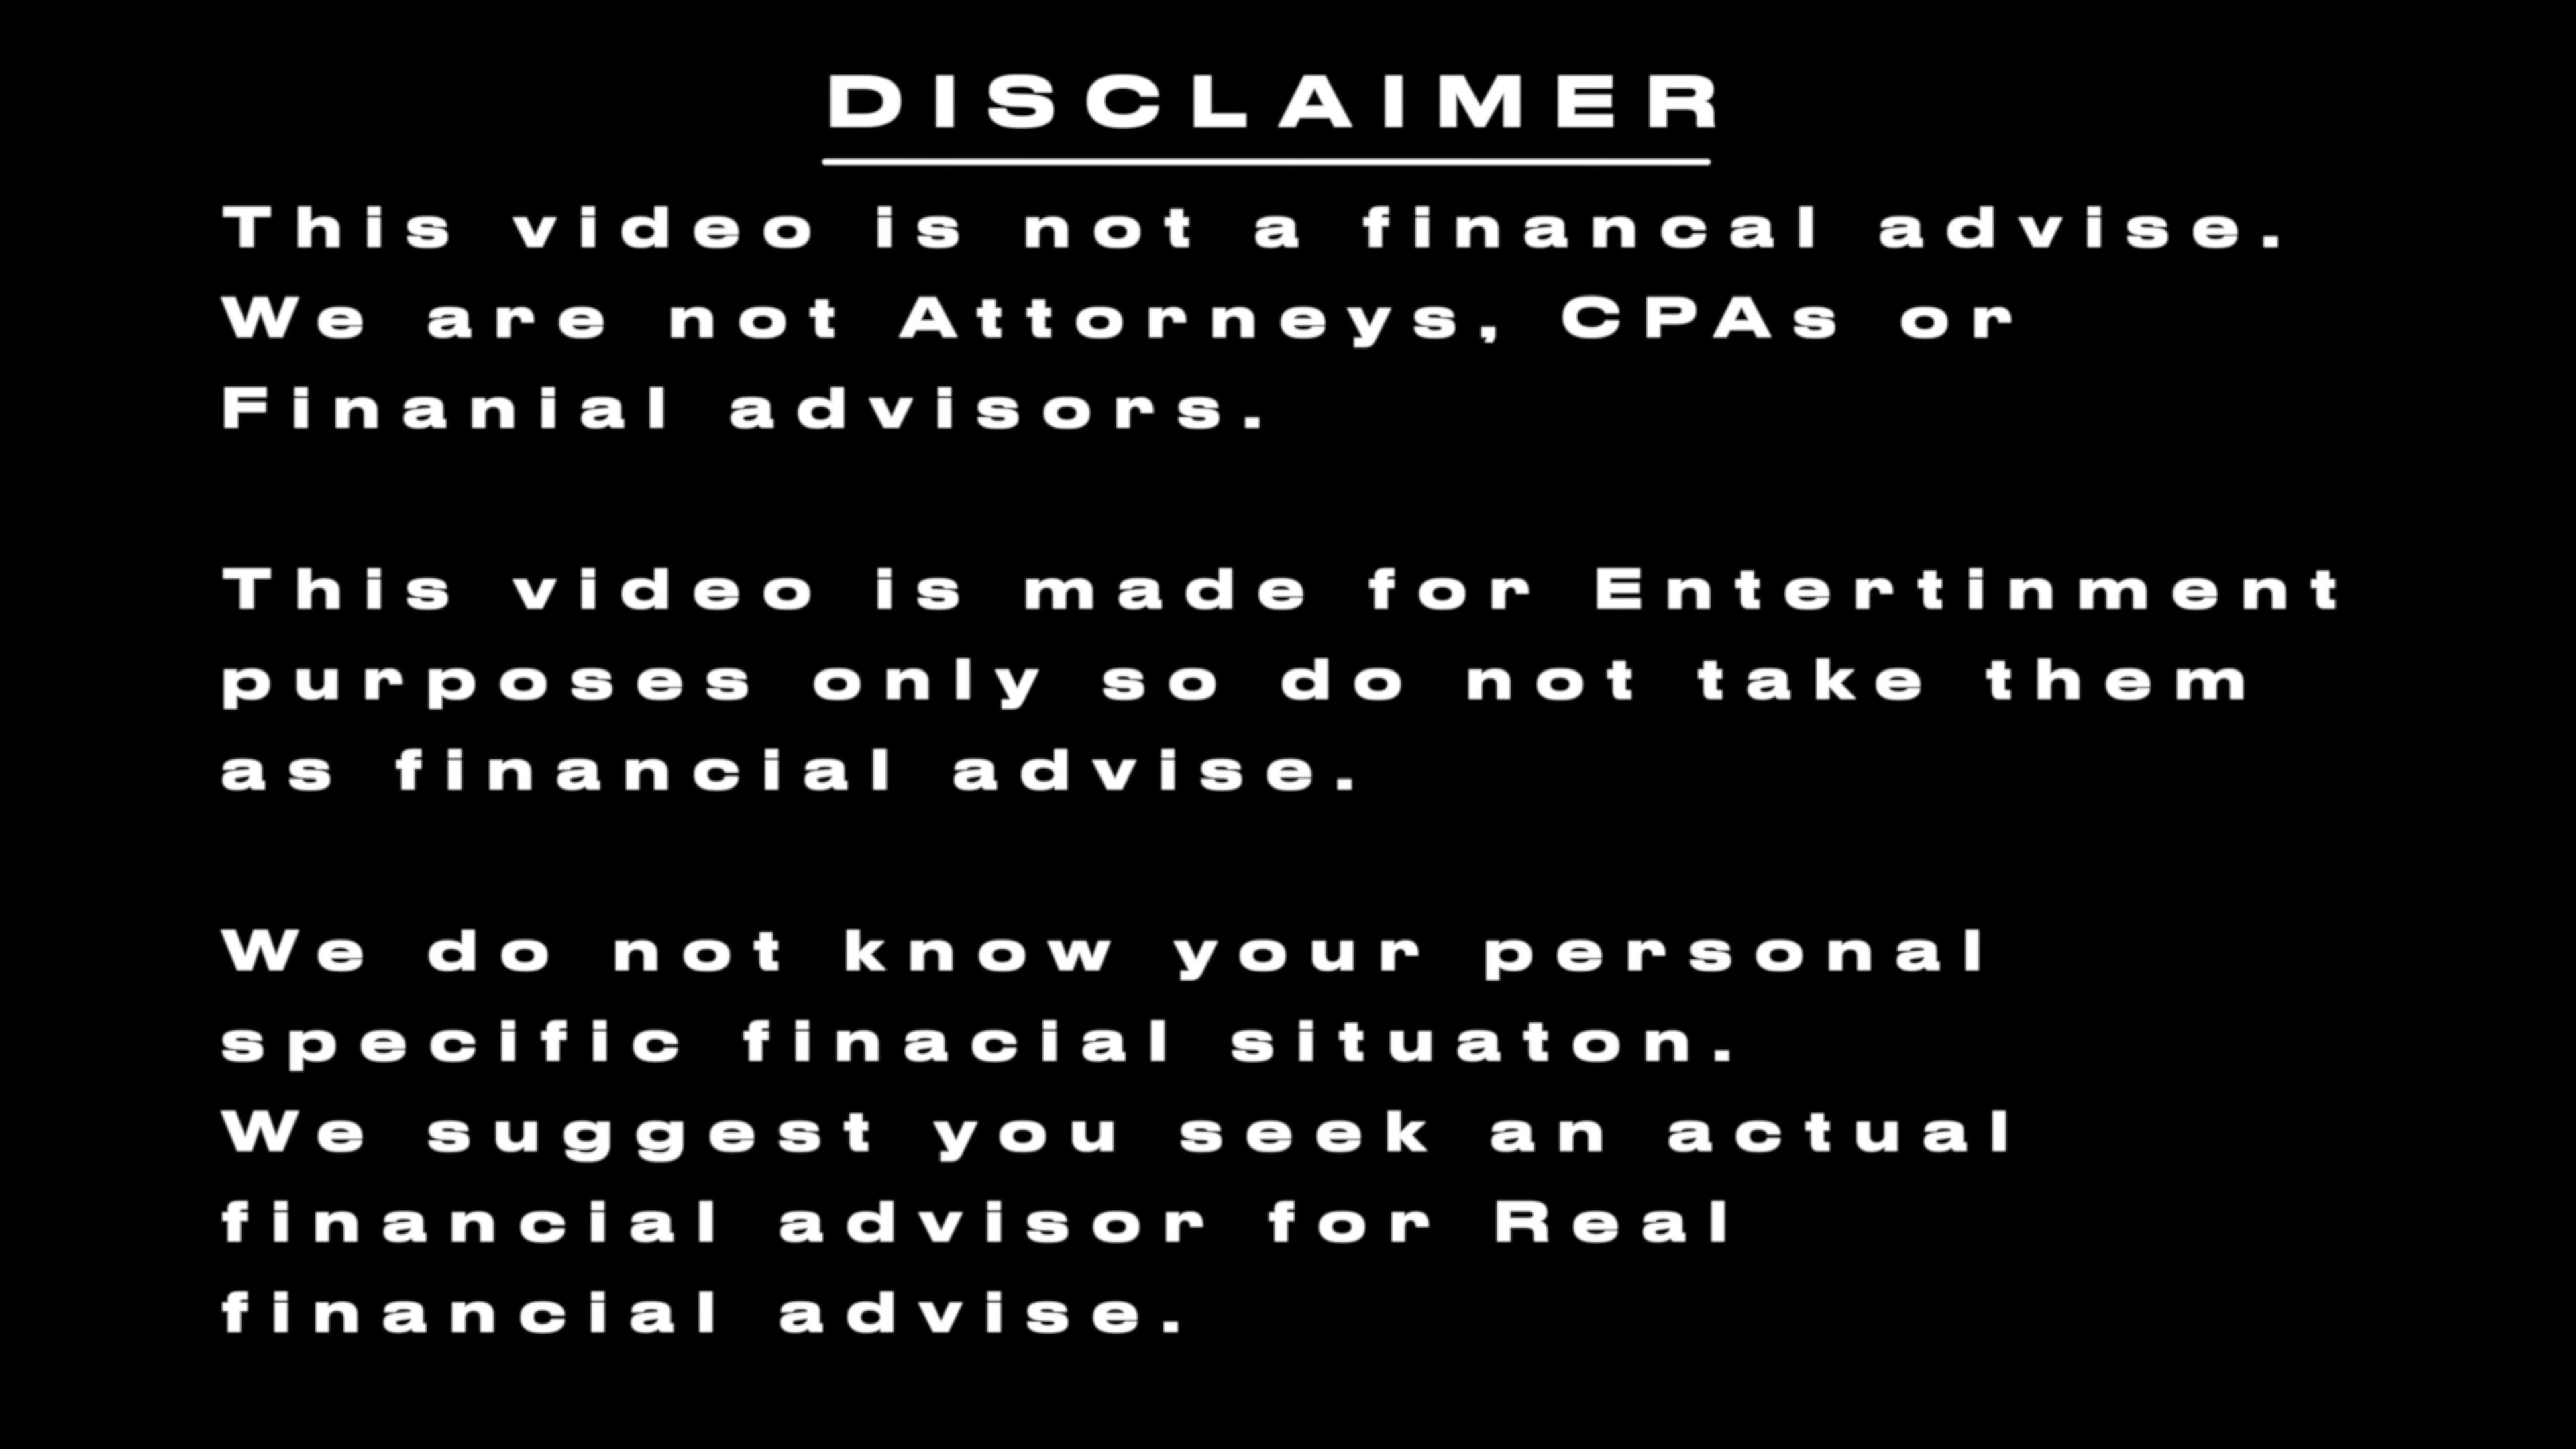 DISCLAIMER
This video is not a financal advise.
We are not Attorneys, CPAs or
Finanial advisors.
This video is made for Entertinment
purposes only so do not take them
as financial advise.
We do not know your personal
specific finacial situaton.
We suggest you seek an actual
financial advisor for Real
financial advise.